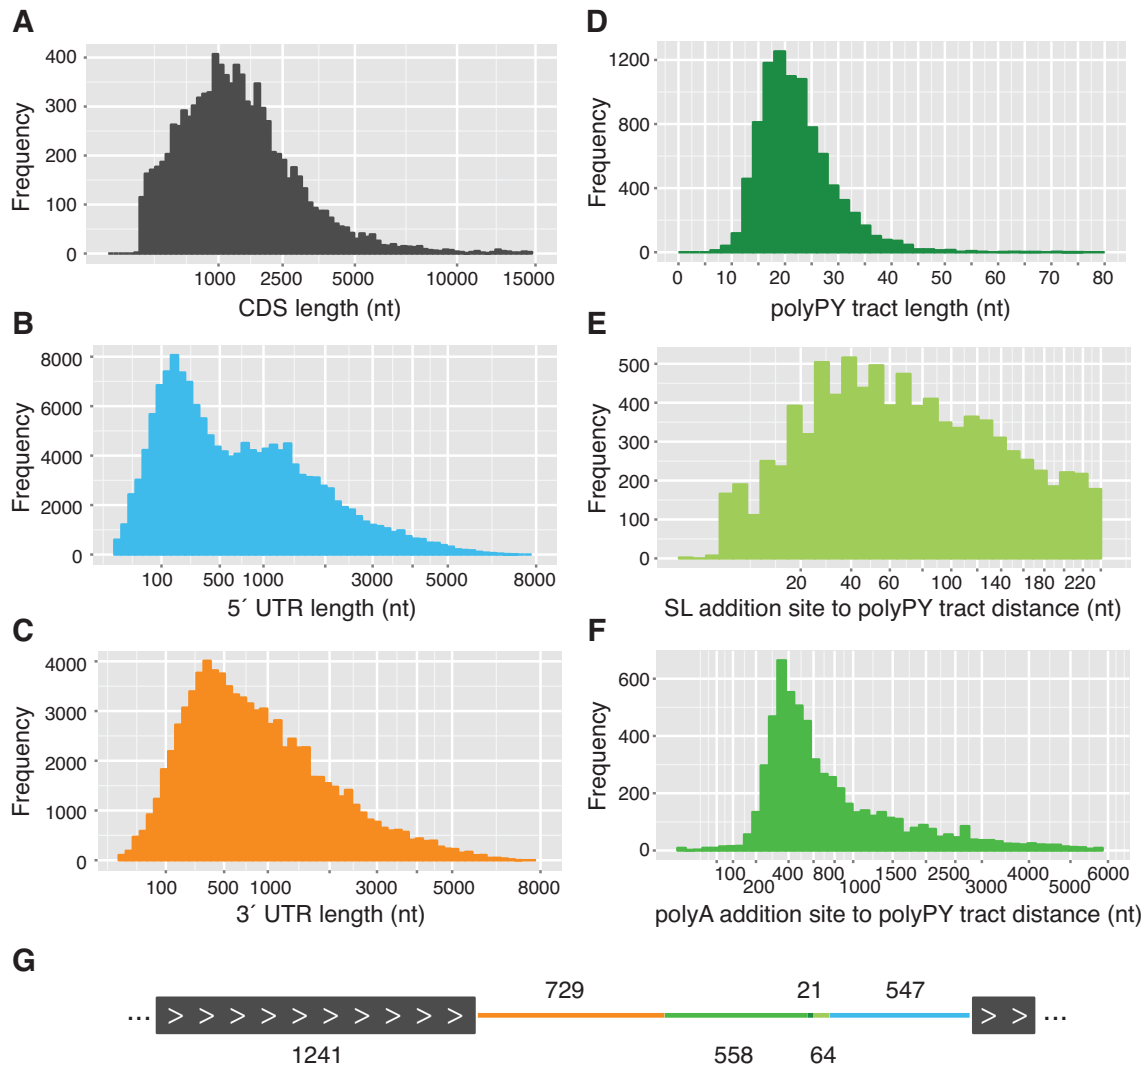 A
400
300
200
100
0
Frequency
1000 2500 5000 10000 15000
CDS length (nt)
B
8000
6000
4000
2000
0
Frequency
100 500 1000 3000 5000 8000
5´ UTR length (nt)
C
4000
3000
2000
1000
0
Frequency
100 500 1000 3000 5000 8000
3´ UTR length (nt)
D
1200
800
400
0
Frequency
0 10 20 30 40 50 60 70 80
polyPY tract length (nt)
E
500
400
300
200
100
0
Frequency
20 40 60 100 140 180 220
SL addition site to polyPY tract distance (nt)
F
600
400
200
0
Frequency
100 400 800 1500 2500 4000 6000
200 1000 3000 5000
polyA addition site to polyPY tract distance (nt)
G
729 21 547
... > > > > > > > > > > > > ...
1241 558 64